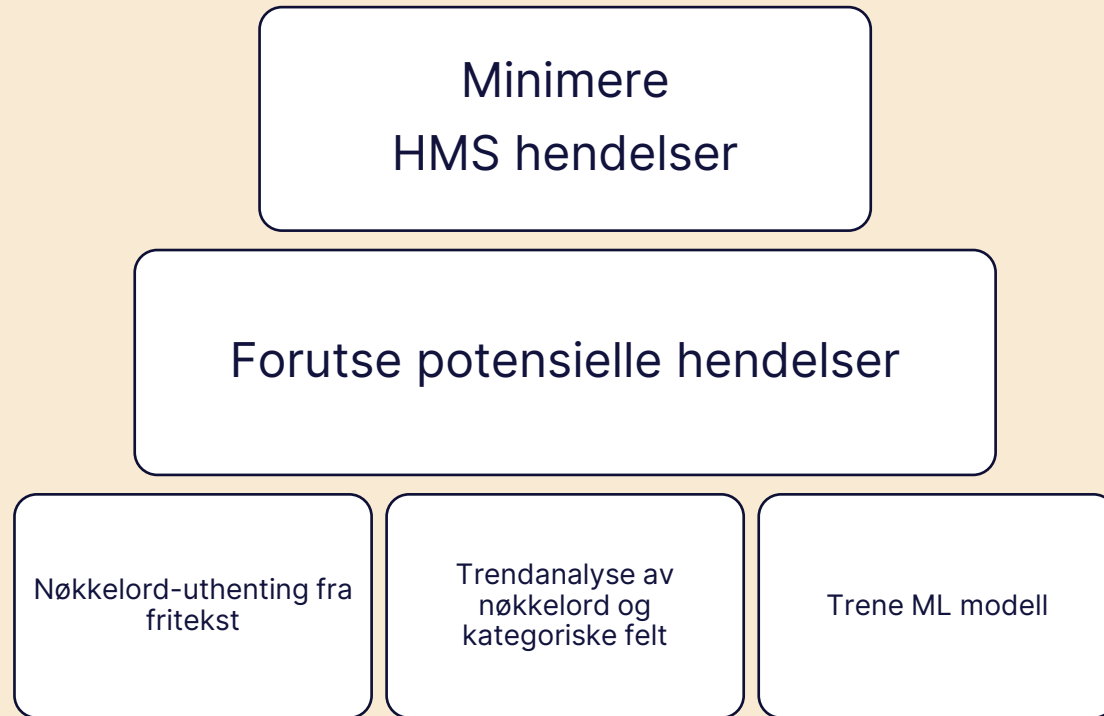 Minimere
HMS hendelser
Forutse potensielle hendelser
Nøkkelord-uthenting fra
fritekst
Trendanalyse av
nøkkelord og
kategoriske felt
Trene ML modell